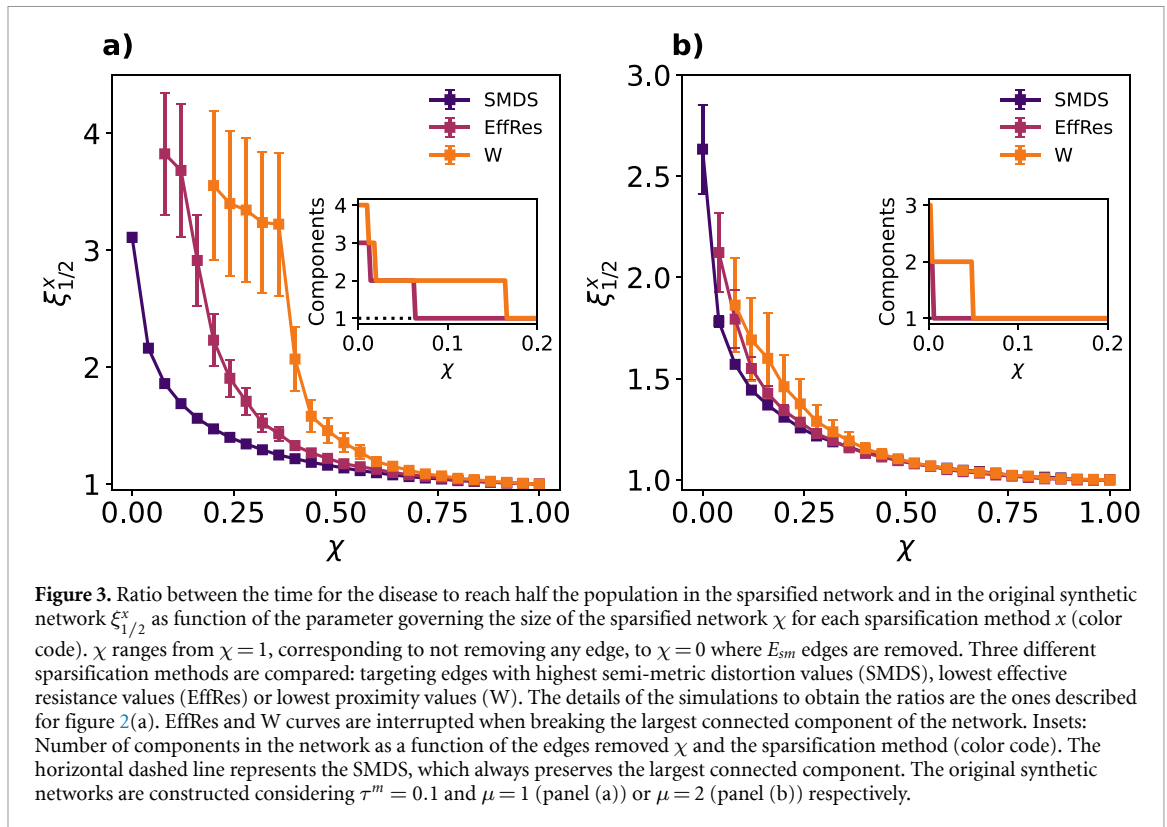 a)
b)
4
3
2
1
ξˣ₁/₂
0.00
0.25
0.50
0.75
1.00
χ
SMDS
EffRes
W
4
3
2
1
Components
0.0
0.1
0.2
χ
3.0
2.5
2.0
1.5
1.0
ξˣ₁/₂
0.00
0.25
0.50
0.75
1.00
χ
SMDS
EffRes
W
3
2
1
Components
0.0
0.1
0.2
χ
Figure 3. Ratio between the time for the disease to reach half the population in the sparsified network and in the original synthetic
network ξˣ₁/₂ as function of the parameter governing the size of the sparsified network χ for each sparsification method x (color
code). χ ranges from χ = 1, corresponding to not removing any edge, to χ = 0 where Eₛₘ edges are removed. Three different
sparsification methods are compared: targeting edges with highest semi-metric distortion values (SMDS), lowest effective
resistance values (EffRes) or lowest proximity values (W). The details of the simulations to obtain the ratios are the ones described
for figure 2(a). EffRes and W curves are interrupted when breaking the largest connected component of the network. Insets:
Number of components in the network as a function of the edges removed χ and the sparsification method (color code). The
horizontal dashed line represents the SMDS, which always preserves the largest connected component. The original synthetic
networks are constructed considering τᵐ = 0.1 and μ = 1 (panel (a)) or μ = 2 (panel (b)) respectively.